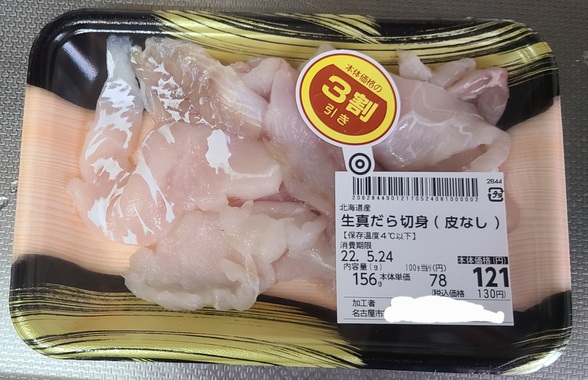 本体価格の
3割
引き
2844
北海道産
生真だら切身(皮なし)
【保存温度4℃以下】
消費期限
22. 5.24
内容量(g) 100g当り(円) 本体価格(円)
156g 本体単価 78 121
(税込価格 130円)
加工者
名古屋市